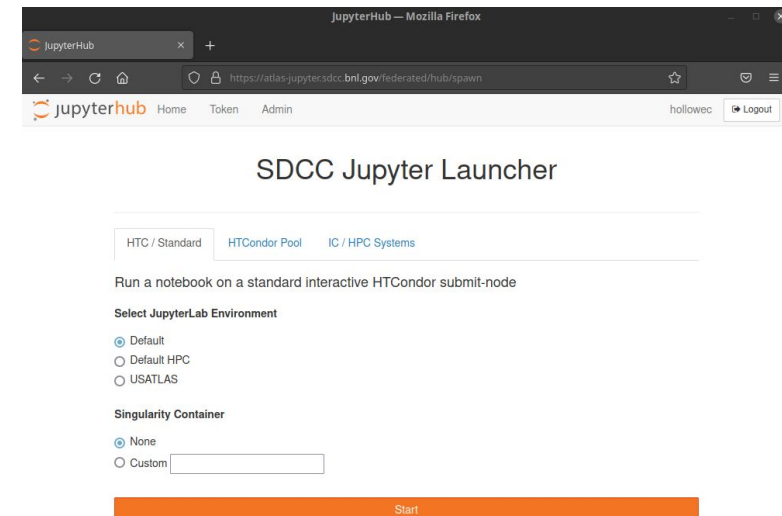 JupyterHub — Mozilla Firefox
JupyterHub × +
https://atlas-jupyter.sdcc.bnl.gov/federated/hub/spawn
jupyterhub Home Token Admin hollowec Logout
SDCC Jupyter Launcher
HTC / Standard HTCondor Pool IC / HPC Systems
Run a notebook on a standard interactive HTCondor submit-node
Select JupyterLab Environment
Default
Default HPC
USATLAS
Singularity Container
None
Custom
Start